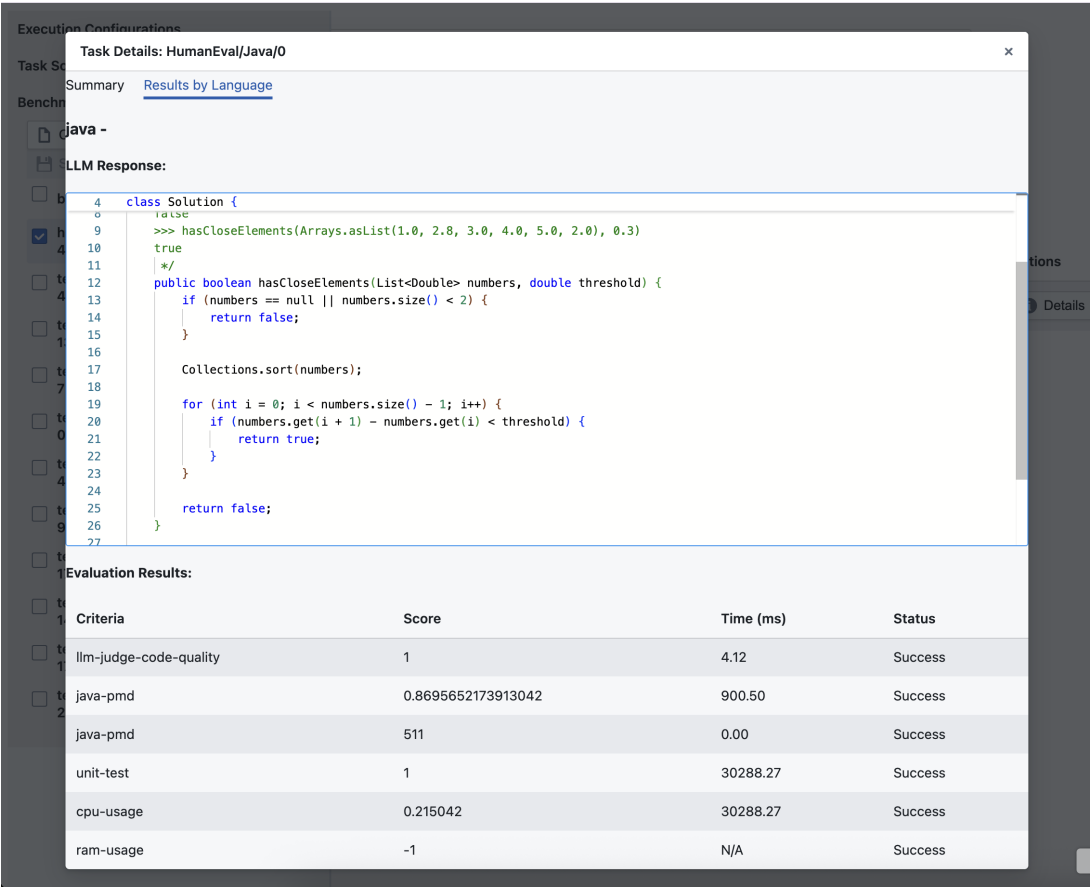 Execution Configurations
Task Details: HumanEval/Java/0 ×
Summary Results by Language
java -
LLM Response:
4 class Solution {
8 false
9 >>> hasCloseElements(Arrays.asList(1.0, 2.8, 3.0, 4.0, 5.0, 2.0), 0.3)
10 true
11 */
12 public boolean hasCloseElements(List<Double> numbers, double threshold) {
13 if (numbers == null || numbers.size() < 2) {
14 return false;
15 }
16
17 Collections.sort(numbers);
18
19 for (int i = 0; i < numbers.size() - 1; i++) {
20 if (numbers.get(i + 1) - numbers.get(i) < threshold) {
21 return true;
22 }
23 }
24
25 return false;
26 }
27
Details
Evaluation Results:
Criteria Score Time (ms) Status
llm-judge-code-quality 1 4.12 Success
java-pmd 0.8695652173913042 900.50 Success
java-pmd 511 0.00 Success
unit-test 1 30288.27 Success
cpu-usage 0.215042 30288.27 Success
ram-usage -1 N/A Success